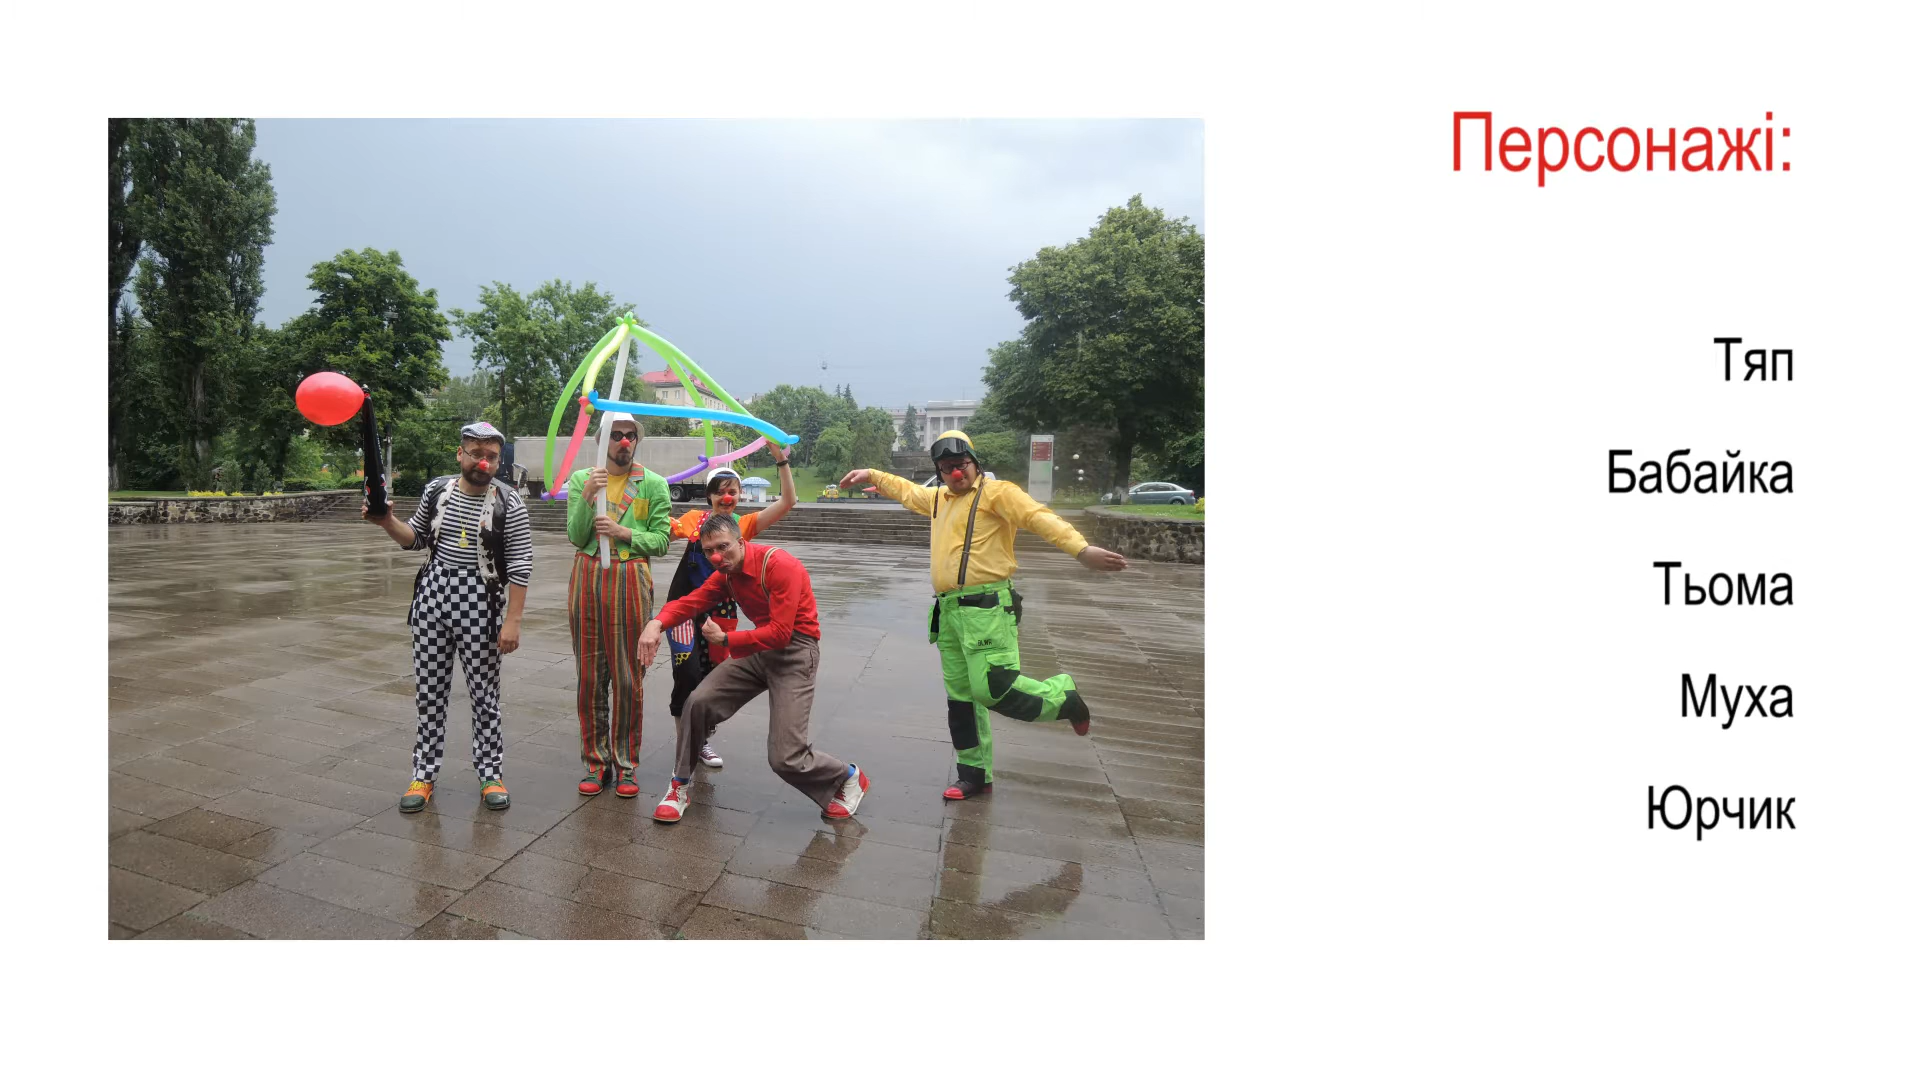 Персонажі:
Тяп
Бабайка
Тьома
Муха
Юрчик